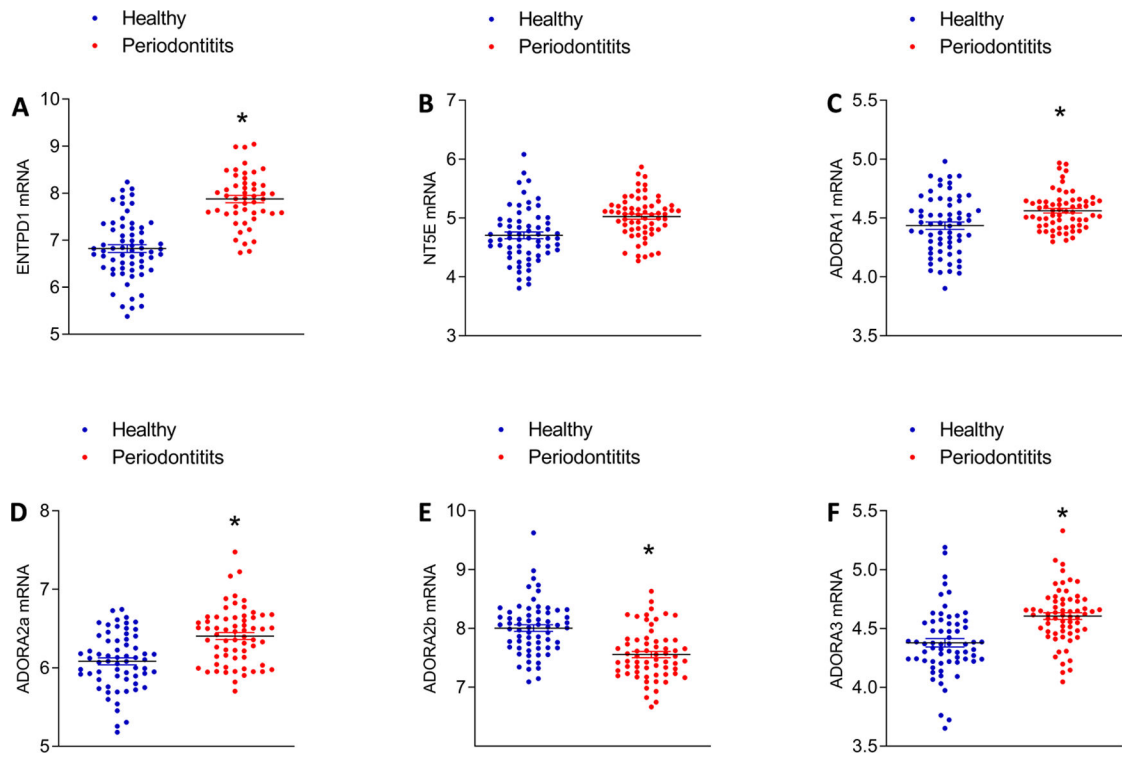 Healthy
Periodontitits
A
*
ENTPD1 mRNA
10
9
8
7
6
5
Healthy
Periodontitits
B
NT5E mRNA
7
6
5
4
3
Healthy
Periodontitits
C
*
ADORA1 mRNA
5.5
5.0
4.5
4.0
3.5
Healthy
Periodontitits
D
*
ADORA2a mRNA
8
7
6
5
Healthy
Periodontitits
E
*
ADORA2b mRNA
10
9
8
7
Healthy
Periodontitits
F
*
ADORA3 mRNA
5.5
5.0
4.5
4.0
3.5